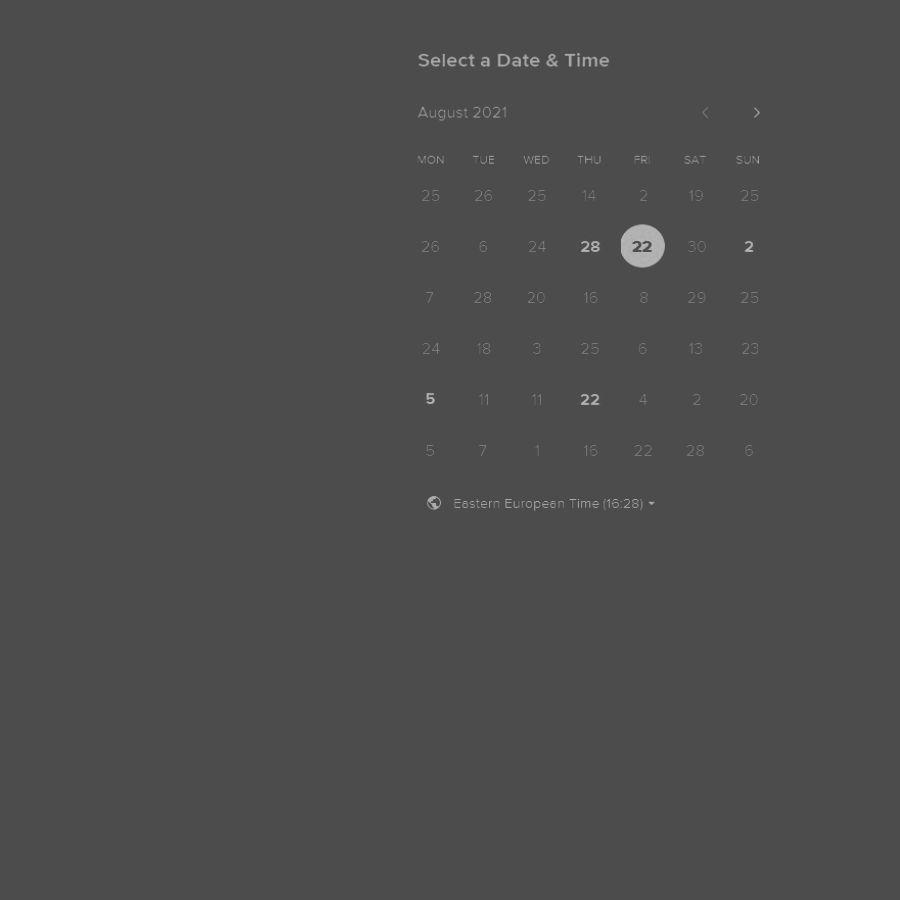 Select a Date & Time
August 2021
MON TUE WED THU FRI SAT SUN
25 26 25 14 2 19 25
26 6 24 28 22 30 2
7 28 20 16 8 29 25
24 18 3 25 6 13 23
5 11 11 22 4 2 20
5 7 1 16 22 28 6
Eastern European Time (16:28)